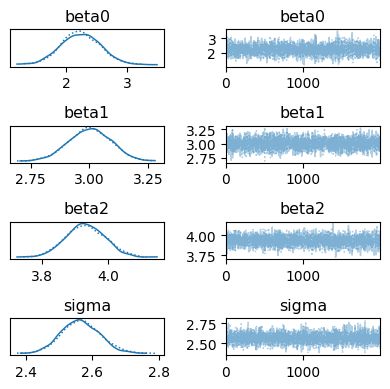 beta0 beta0
3
2
2 3 0 1000
beta1 beta1
3.25
3.00
2.75
2.75 3.00 3.25 0 1000
beta2 beta2
4.00
3.75
3.8 4.0 0 1000
sigma sigma
2.75
2.50
2.4 2.6 2.8 0 1000